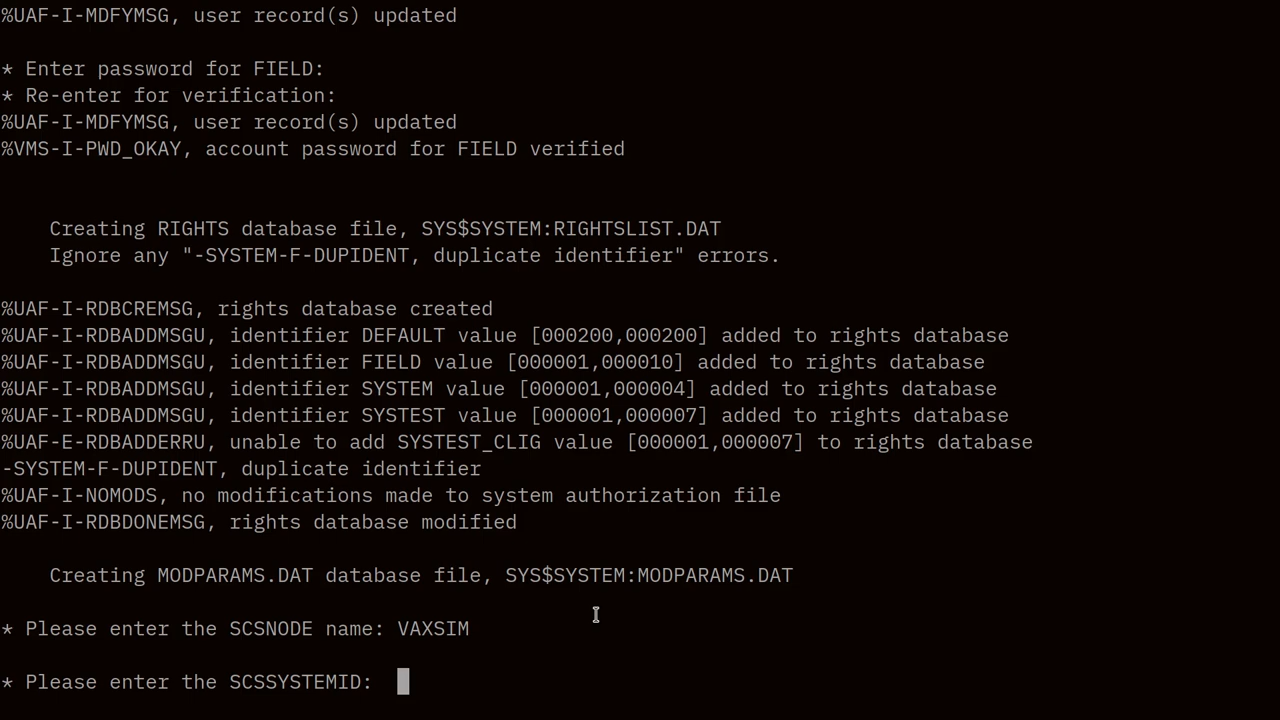 %UAF-I-MDFYMSG, user record(s) updated
* Enter password for FIELD:
* Re-enter for verification:
%UAF-I-MDFYMSG, user record(s) updated
%VMS-I-PWD_OKAY, account password for FIELD verified
Creating RIGHTS database file, SYS$SYSTEM:RIGHTSLIST.DAT
Ignore any "-SYSTEM-F-DUPIDENT, duplicate identifier" errors.
%UAF-I-RDBCREMSG, rights database created
%UAF-I-RDBADDMSGU, identifier DEFAULT value [000200,000200] added to rights database
%UAF-I-RDBADDMSGU, identifier FIELD value [000001,000010] added to rights database
%UAF-I-RDBADDMSGU, identifier SYSTEM value [000001,000004] added to rights database
%UAF-I-RDBADDMSGU, identifier SYSTEST value [000001,000007] added to rights database
%UAF-E-RDBADDERRU, unable to add SYSTEST_CLIG value [000001,000007] to rights database
-SYSTEM-F-DUPIDENT, duplicate identifier
%UAF-I-NOMODS, no modifications made to system authorization file
%UAF-I-RDBDONEMSG, rights database modified
Creating MODPARAMS.DAT database file, SYS$SYSTEM:MODPARAMS.DAT
* Please enter the SCSNODE name: VAXSIM
* Please enter the SCSSYSTEMID: